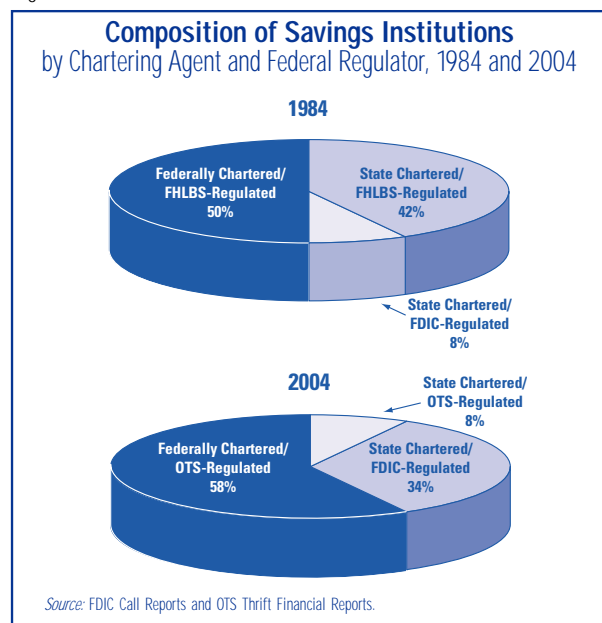 Composition of Savings Institutions
by Chartering Agent and Federal Regulator, 1984 and 2004
1984
Federally Chartered/
FHLBS-Regulated
50%
State Chartered/
FHLBS-Regulated
42%
State Chartered/
FDIC-Regulated
8%
2004
State Chartered/
OTS-Regulated
8%
Federally Chartered/
OTS-Regulated
58%
State Chartered/
FDIC-Regulated
34%
Source: FDIC Call Reports and OTS Thrift Financial Reports.